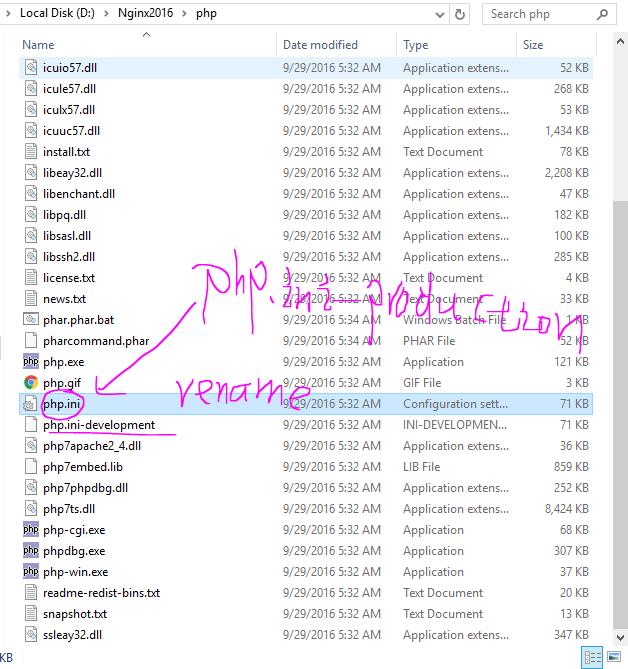 Local Disk (D:) > Nginx2016 > php
Search php
Name Date modified Type Size
icuio57.dll 9/29/2016 5:32 AM Application extens... 52 KB
icule57.dll 9/29/2016 5:32 AM Application extens... 268 KB
iculx57.dll 9/29/2016 5:32 AM Application extens... 53 KB
icuuc57.dll 9/29/2016 5:32 AM Application extens... 1,434 KB
install.txt 9/29/2016 5:32 AM Text Document 78 KB
libeay32.dll 9/29/2016 5:32 AM Application extens... 2,208 KB
libenchant.dll 9/29/2016 5:32 AM Application extens... 47 KB
libpq.dll 9/29/2016 5:32 AM Application extens... 182 KB
libsasl.dll 9/29/2016 5:32 AM Application extens... 100 KB
libssh2.dll 9/29/2016 5:32 AM Application extens... 285 KB
license.txt 9/29/2016 5:32 AM Text Document 4 KB
news.txt 9/29/2016 5:32 AM Text Document 33 KB
php.ini-production
phar.phar.bat 9/29/2016 5:34 AM Windows Batch File 1 KB
pharcommand.phar 9/29/2016 5:34 AM PHAR File 52 KB
php.exe 9/29/2016 5:32 AM Application 121 KB
php.gif 9/29/2016 5:32 AM GIF File 3 KB
rename
php.ini 9/29/2016 5:32 AM Configuration sett... 71 KB
php.ini-development 9/29/2016 5:32 AM INI-DEVELOPMEN... 71 KB
php7apache2_4.dll 9/29/2016 5:32 AM Application extens... 36 KB
php7embed.lib 9/29/2016 5:32 AM LIB File 859 KB
php7phpdbg.dll 9/29/2016 5:32 AM Application extens... 252 KB
php7ts.dll 9/29/2016 5:32 AM Application extens... 8,424 KB
php-cgi.exe 9/29/2016 5:32 AM Application 68 KB
phpdbg.exe 9/29/2016 5:32 AM Application 307 KB
php-win.exe 9/29/2016 5:32 AM Application 37 KB
readme-redist-bins.txt 9/29/2016 5:32 AM Text Document 20 KB
snapshot.txt 9/29/2016 5:32 AM Text Document 13 KB
ssleay32.dll 9/29/2016 5:32 AM Application extens... 347 KB
KB